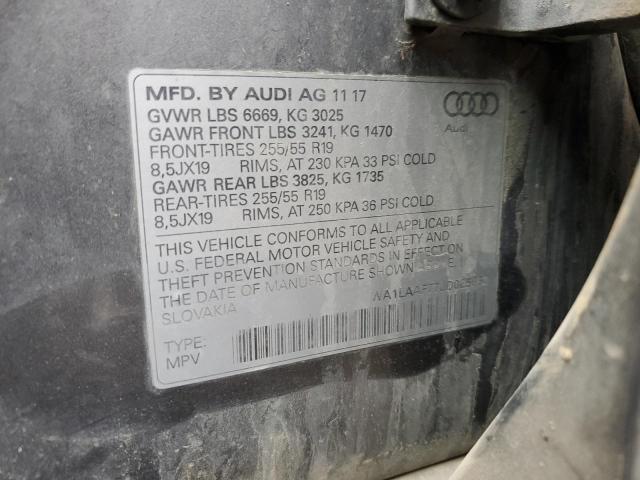 MFD. BY AUDI AG 11 17
GVWR LBS 6669, KG 3025
GAWR FRONT LBS 3241, KG 1470
FRONT-TIRES 255/55 R19
8,5JX19 RIMS, AT 230 KPA 33 PSI COLD
GAWR REAR LBS 3825, KG 1735
REAR-TIRES 255/55 R19
8,5JX19 RIMS, AT 250 KPA 36 PSI COLD
Audi
THIS VEHICLE CONFORMS TO ALL APPLICABLE
U.S. FEDERAL MOTOR VEHICLE SAFETY AND
THEFT PREVENTION STANDARDS IN EFFECT ON
THE DATE OF MANUFACTURE SHOWN
SLOVAKIA
TYPE:
MPV